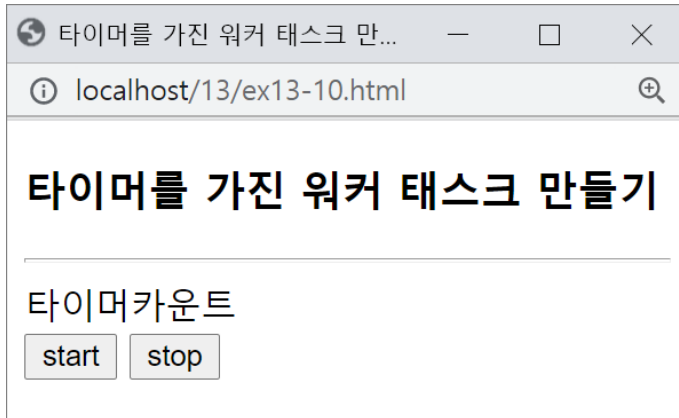 타이머를 가진 워커 태스크 만...
localhost/13/ex13-10.html
타이머를 가진 워커 태스크 만들기
타이머카운트
start stop